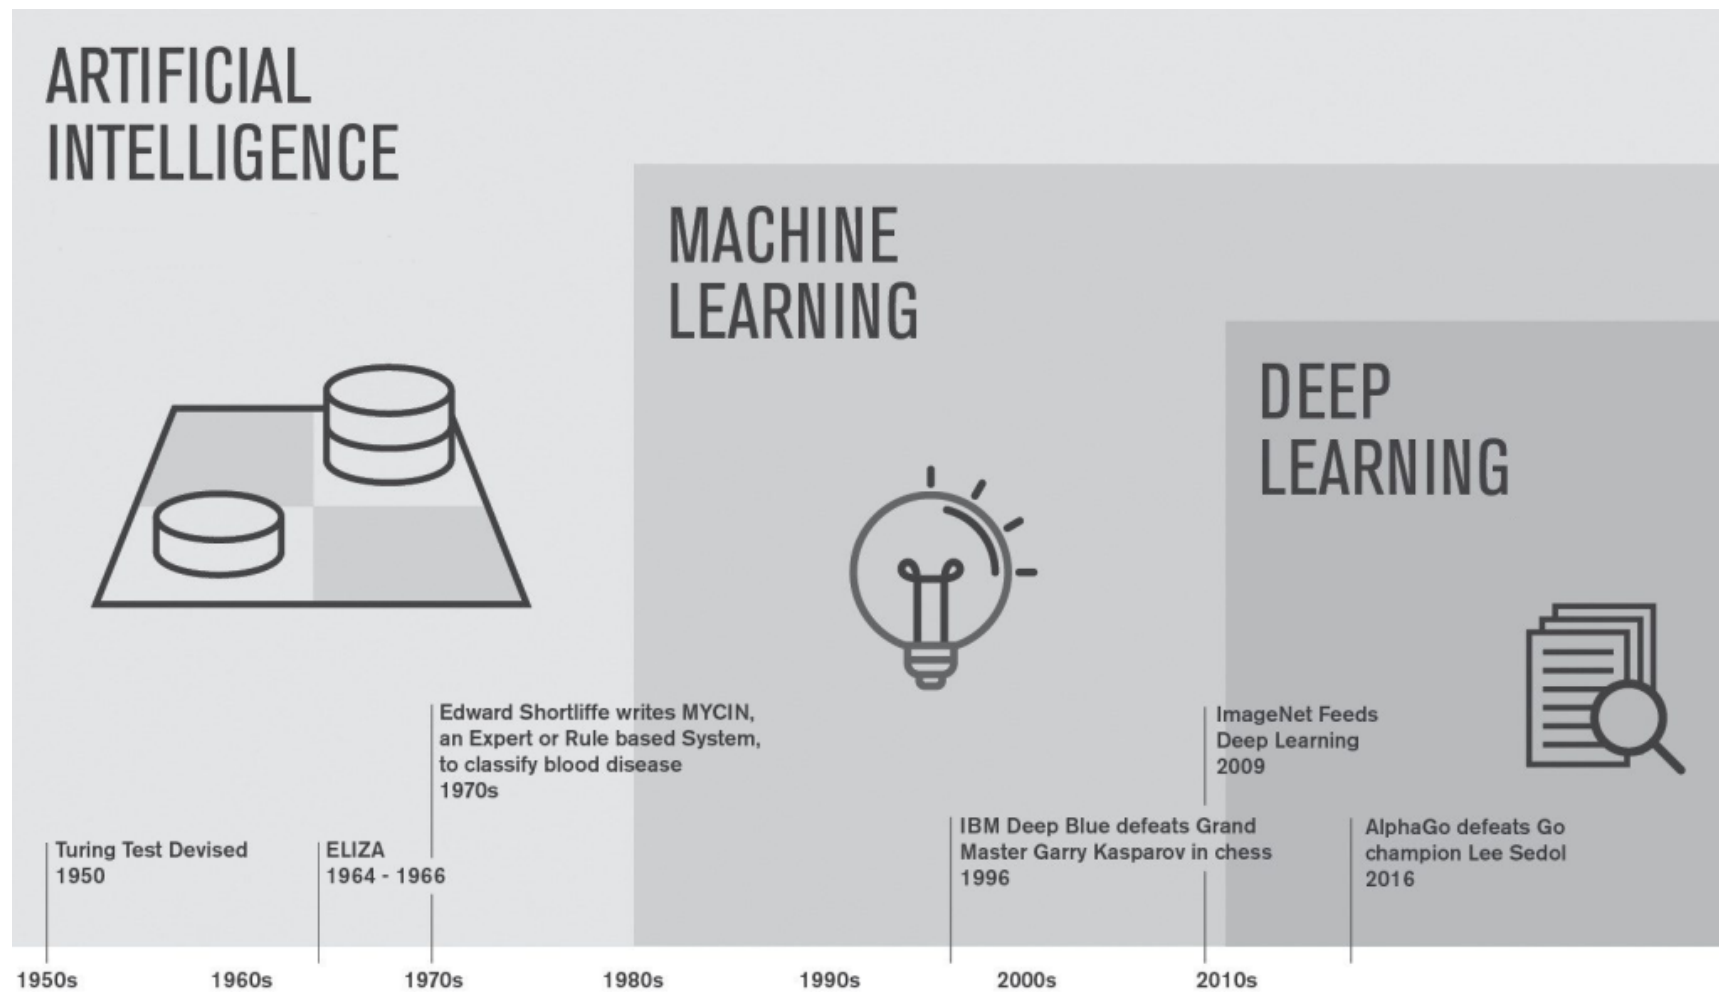 ARTIFICIAL
INTELLIGENCE
MACHINE
LEARNING
DEEP
LEARNING
Edward Shortliffe writes MYCIN,
an Expert or Rule based System,
to classify blood disease
1970s
ImageNet Feeds
Deep Learning
2009
Turing Test Devised
1950
ELIZA
1964 - 1966
IBM Deep Blue defeats Grand
Master Garry Kasparov in chess
1996
AlphaGo defeats Go
champion Lee Sedol
2016
1950s 1960s 1970s 1980s 1990s 2000s 2010s